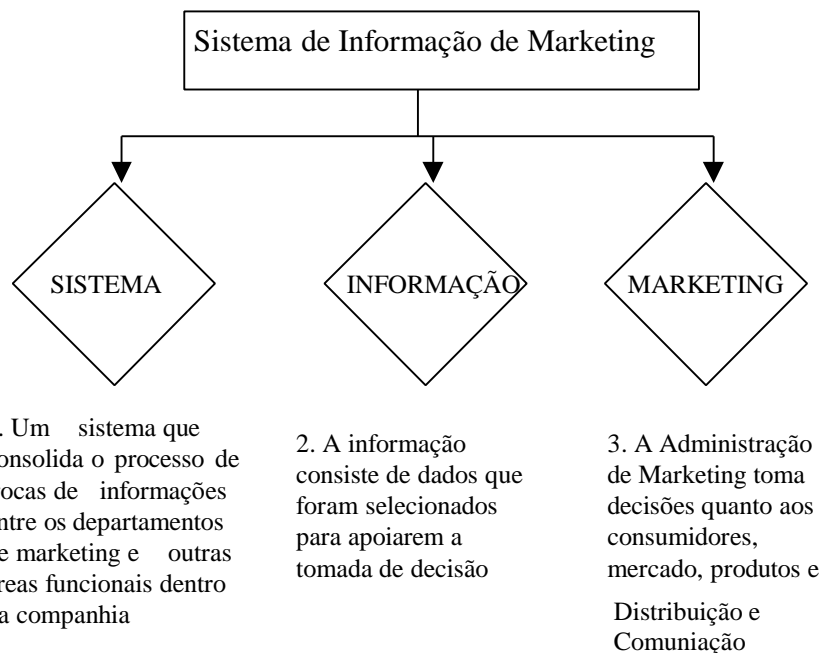 Sistema de Informação de Marketing
SISTEMA
INFORMAÇÃO
MARKETING
. Um sistema que
onsolida o processo de
rocas de informações
ntre os departamentos
e marketing e outras
reas funcionais dentro
a companhia
2. A informação
consiste de dados que
foram selecionados
para apoiarem a
tomada de decisão
3. A Administração
de Marketing toma
decisões quanto aos
consumidores,
mercado, produtos e
Distribuição e
Comuniação